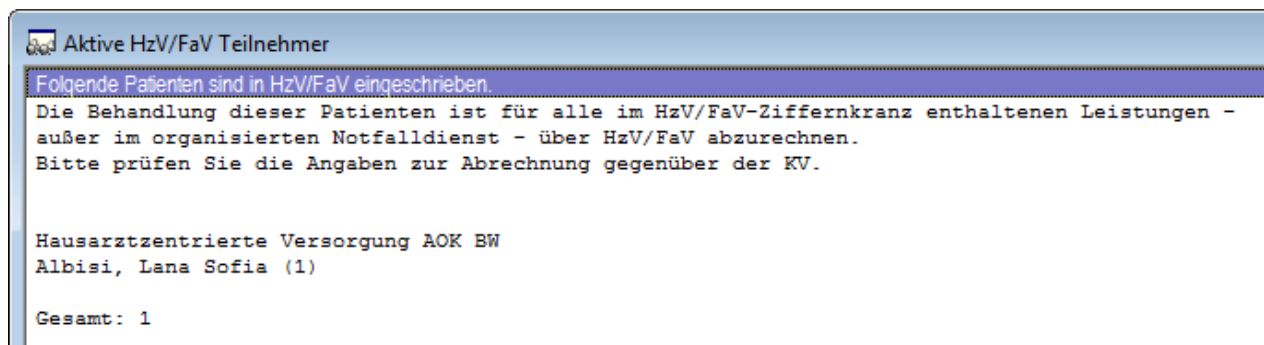 Aktive HzV/FaV Teilnehmer
Folgende Patienten sind in HzV/FaV eingeschrieben.
Die Behandlung dieser Patienten ist für alle im HzV/FaV-Ziffernkranz enthaltenen Leistungen -
außer im organisierten Notfalldienst - über HzV/FaV abzurechnen.
Bitte prüfen Sie die Angaben zur Abrechnung gegenüber der KV.
Hausarztzentrierte Versorgung AOK BW
Albisi, Lana Sofia (1)
Gesamt: 1